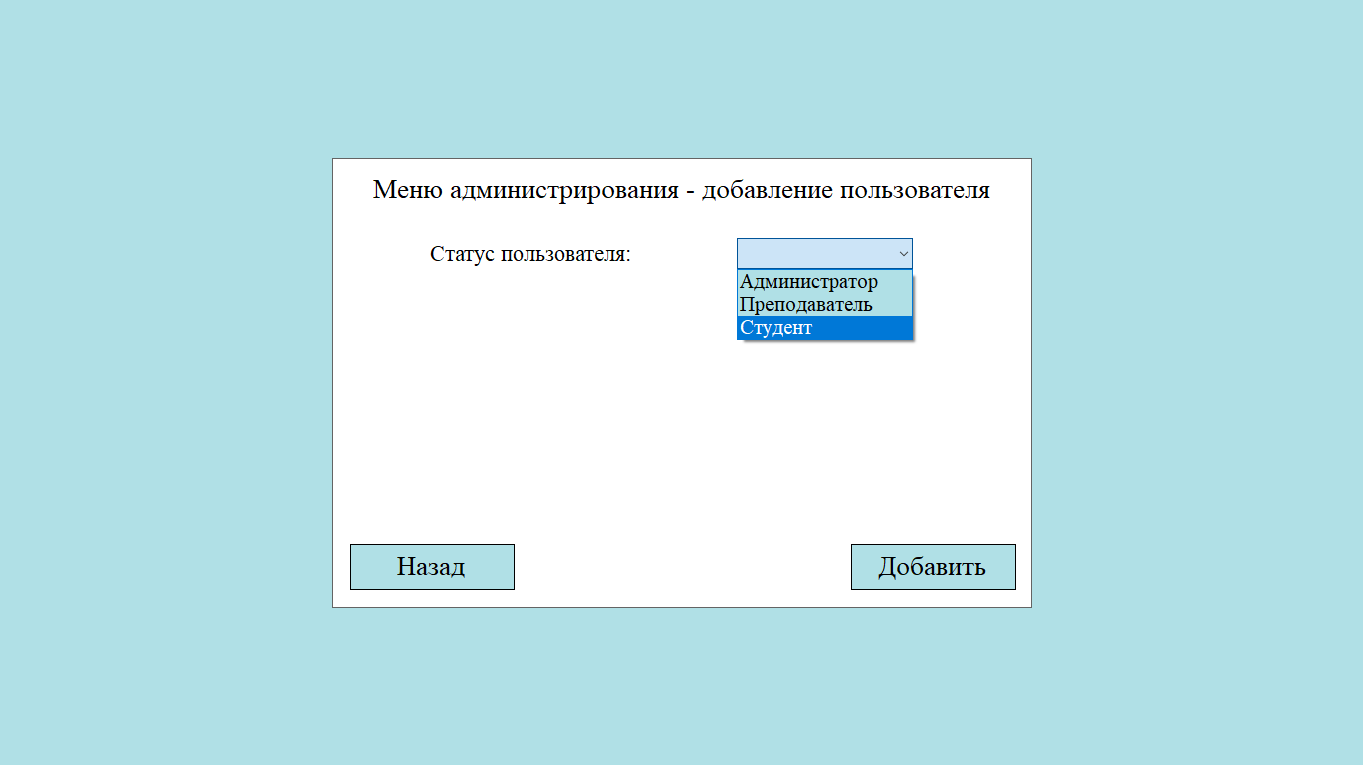 Меню администрирования - добавление пользователя
Статус пользователя:
Администратор
Преподаватель
Студент
Назад
Добавить